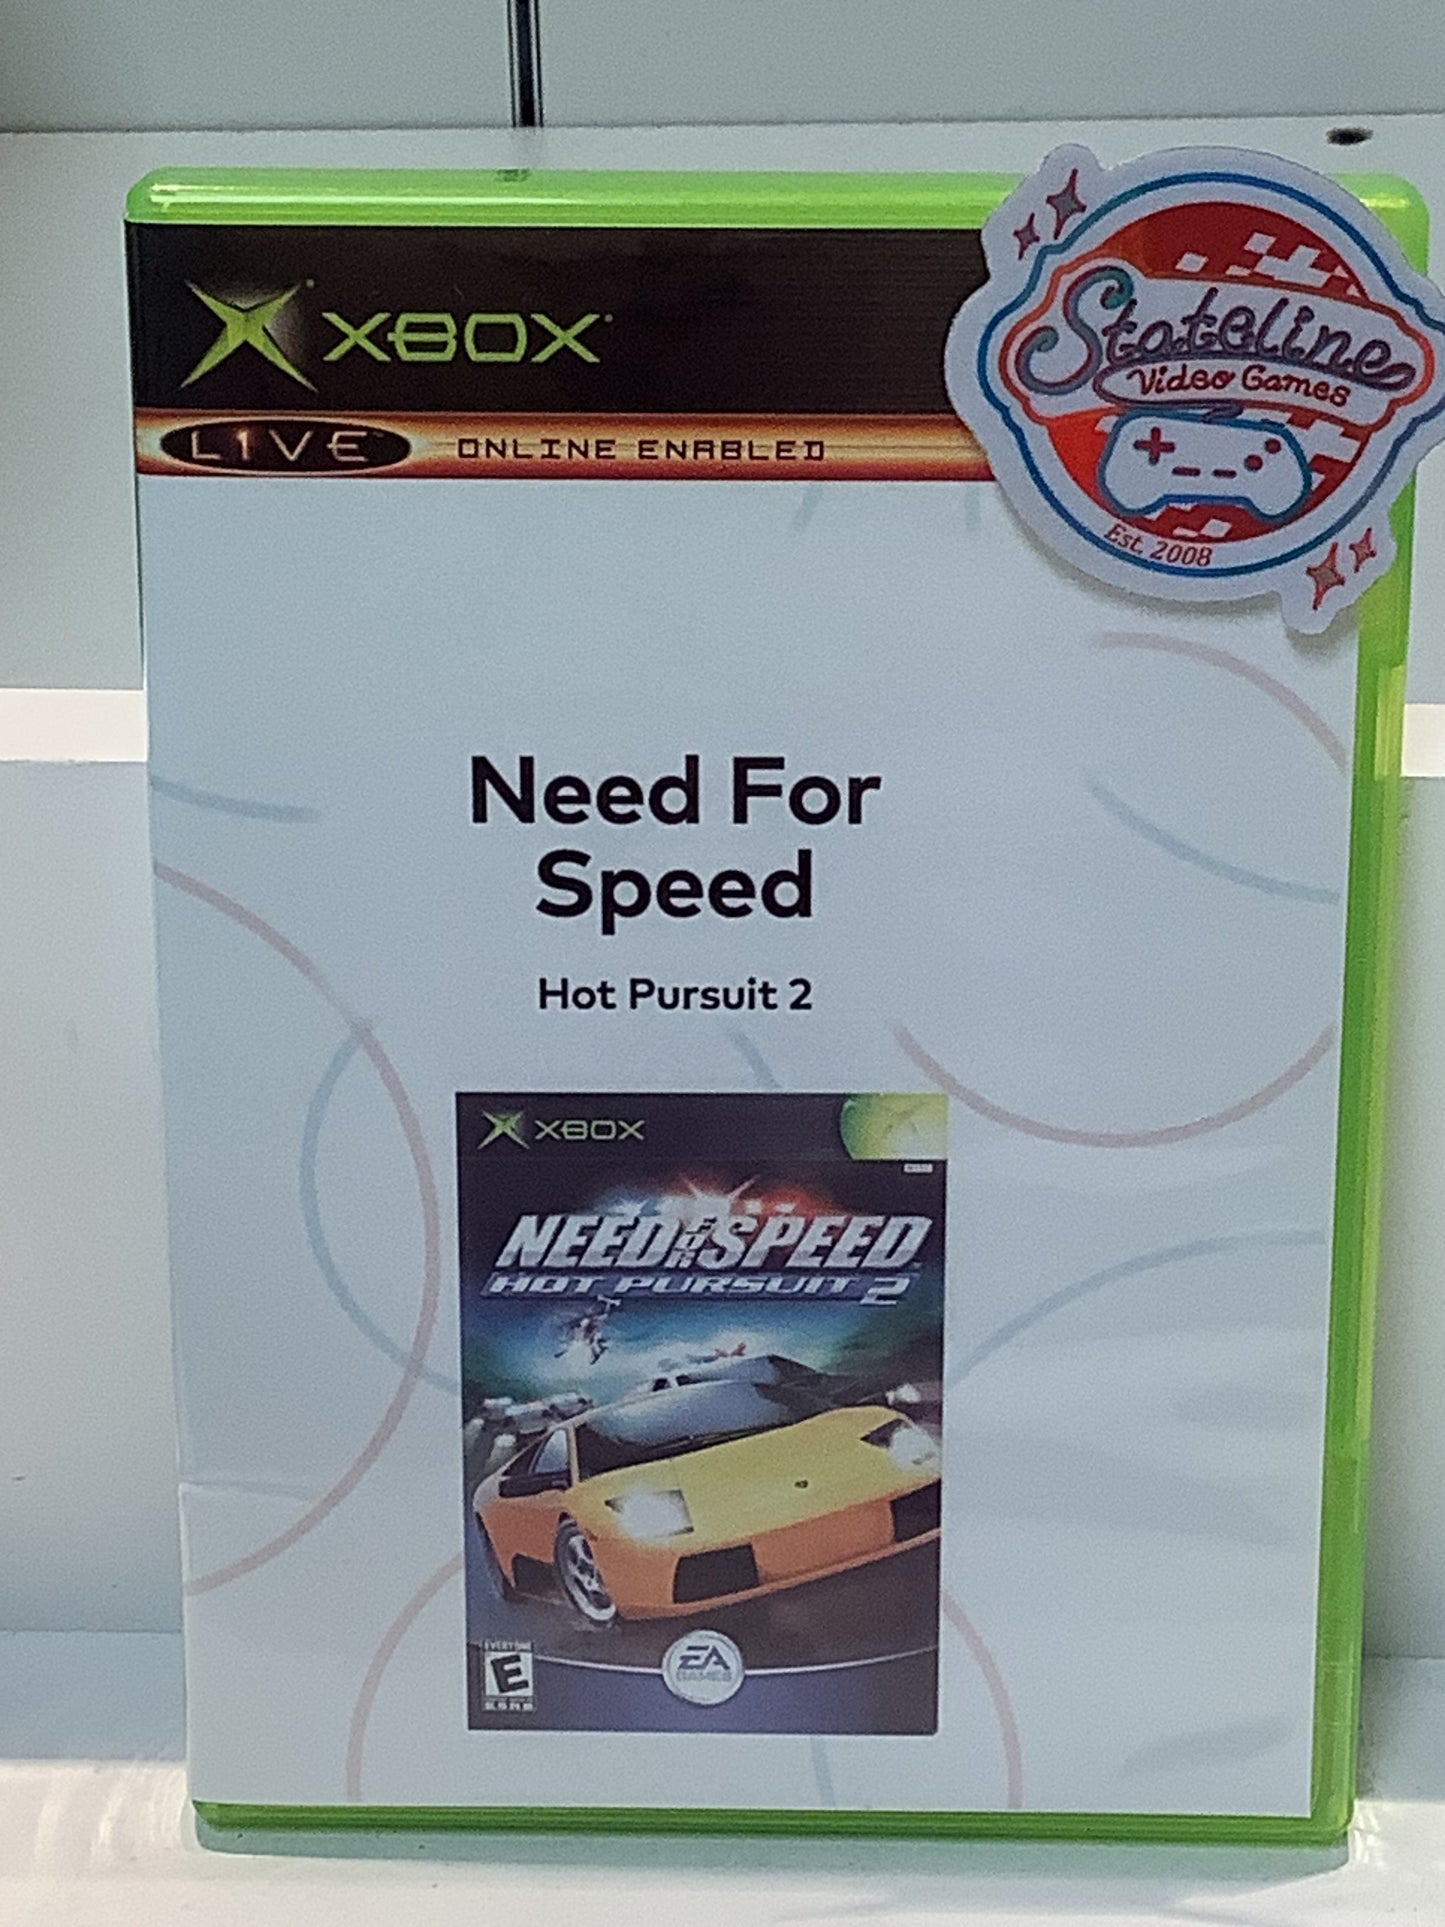 XBOX
LIVE ONLINE ENABLED
Stateline
Video Games
Est. 2008
Need For
Speed
Hot Pursuit 2
XBOX
NEED FOR SPEED
HOT PURSUIT 2
EVERYONE
E
ESRB
EA
GAMES